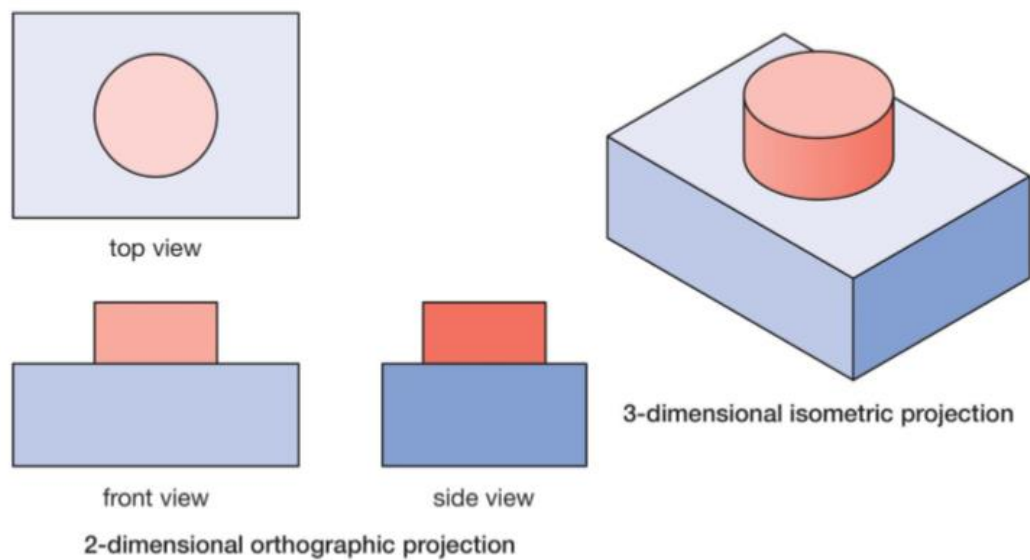 top view
3-dimensional isometric projection
front view
side view
2-dimensional orthographic projection